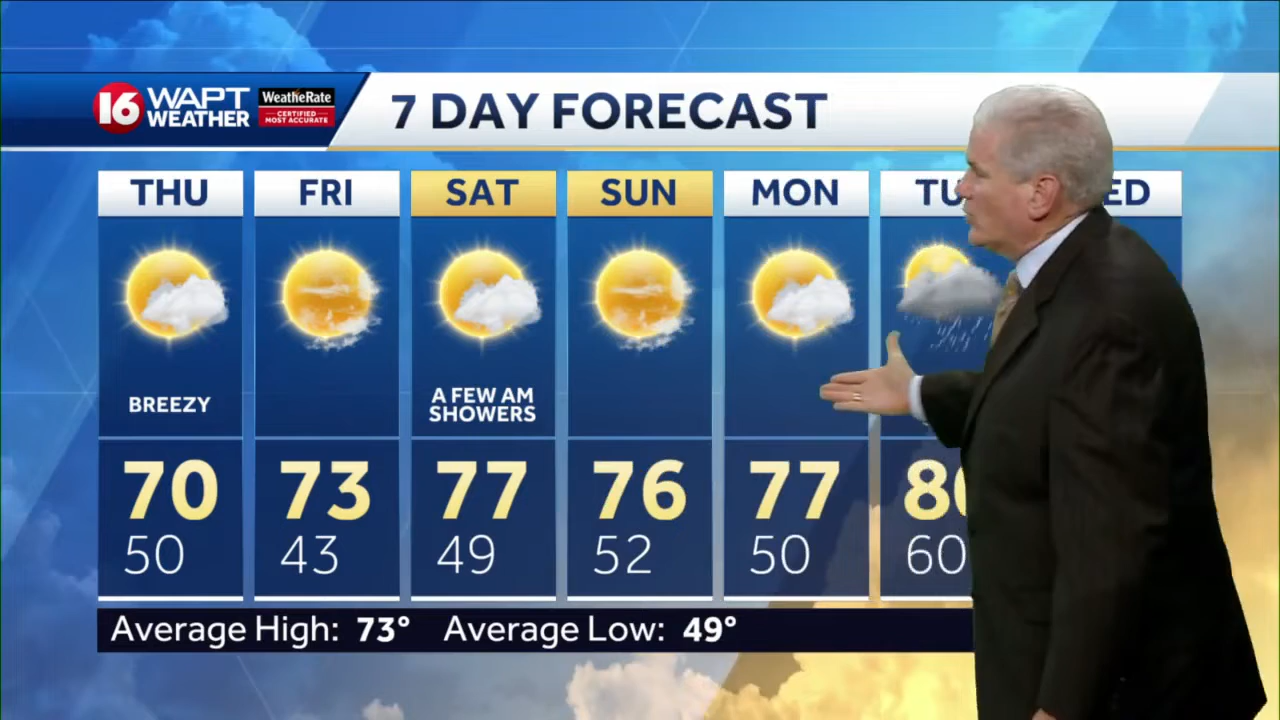 16 WAPT WEATHER
WeatheRate
CERTIFIED
MOST ACCURATE
7 DAY FORECAST
THU FRI SAT SUN MON
BREEZY
A FEW AM
SHOWERS
70 73 77 76 77
50 43 49 52 50 60
Average High: 73° Average Low: 49°